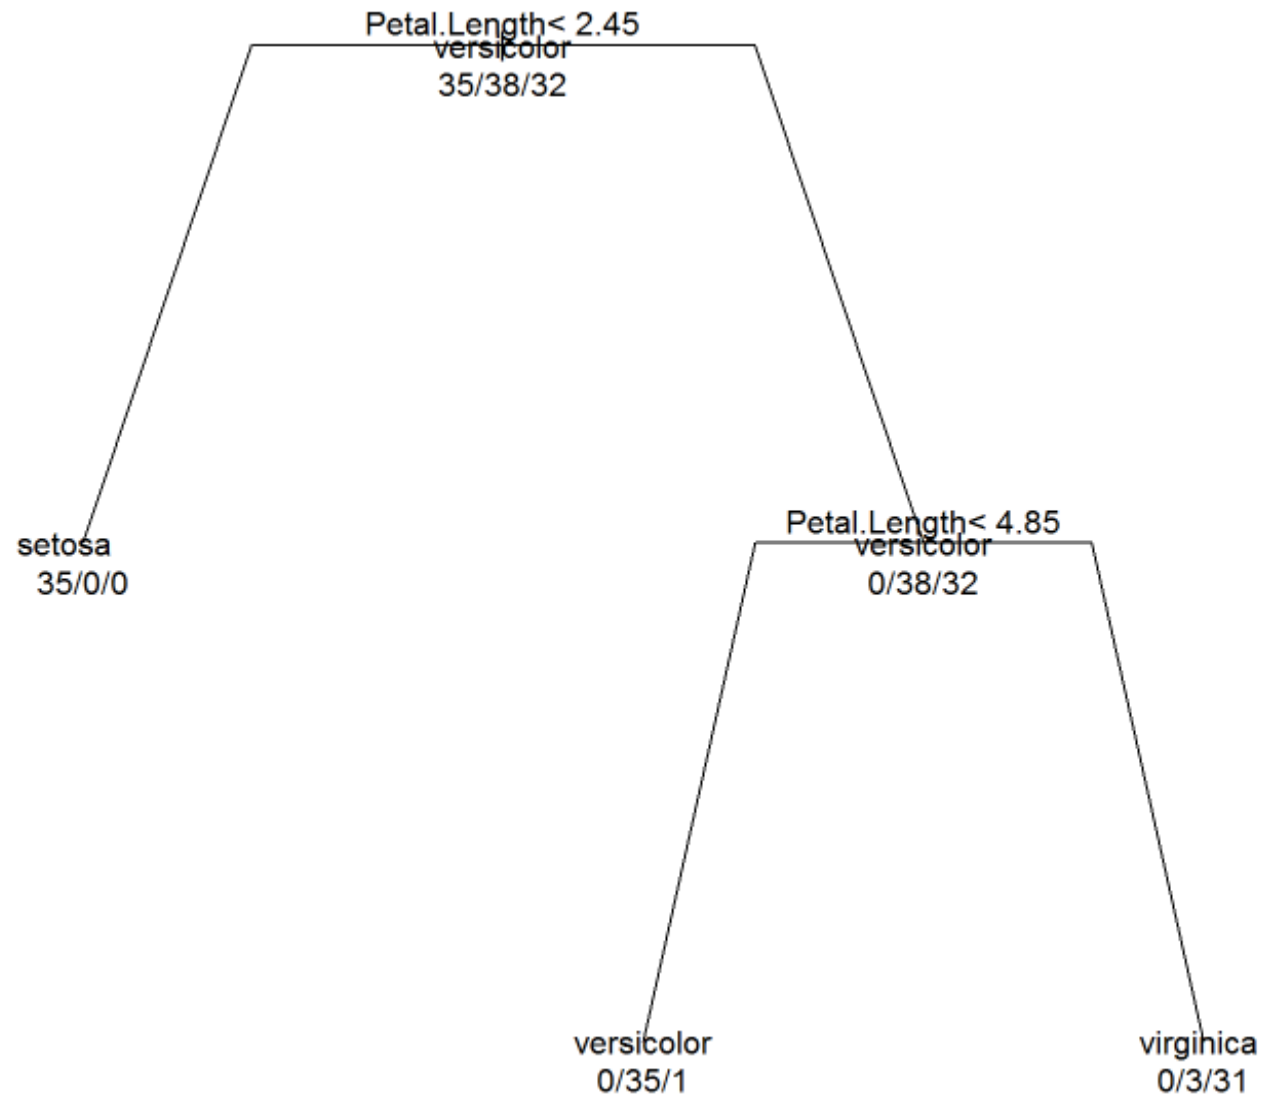 Petal.Length< 2.45
versicolor
35/38/32
setosa
35/0/0
Petal.Length< 4.85
versicolor
0/38/32
versicolor
0/35/1
virginica
0/3/31